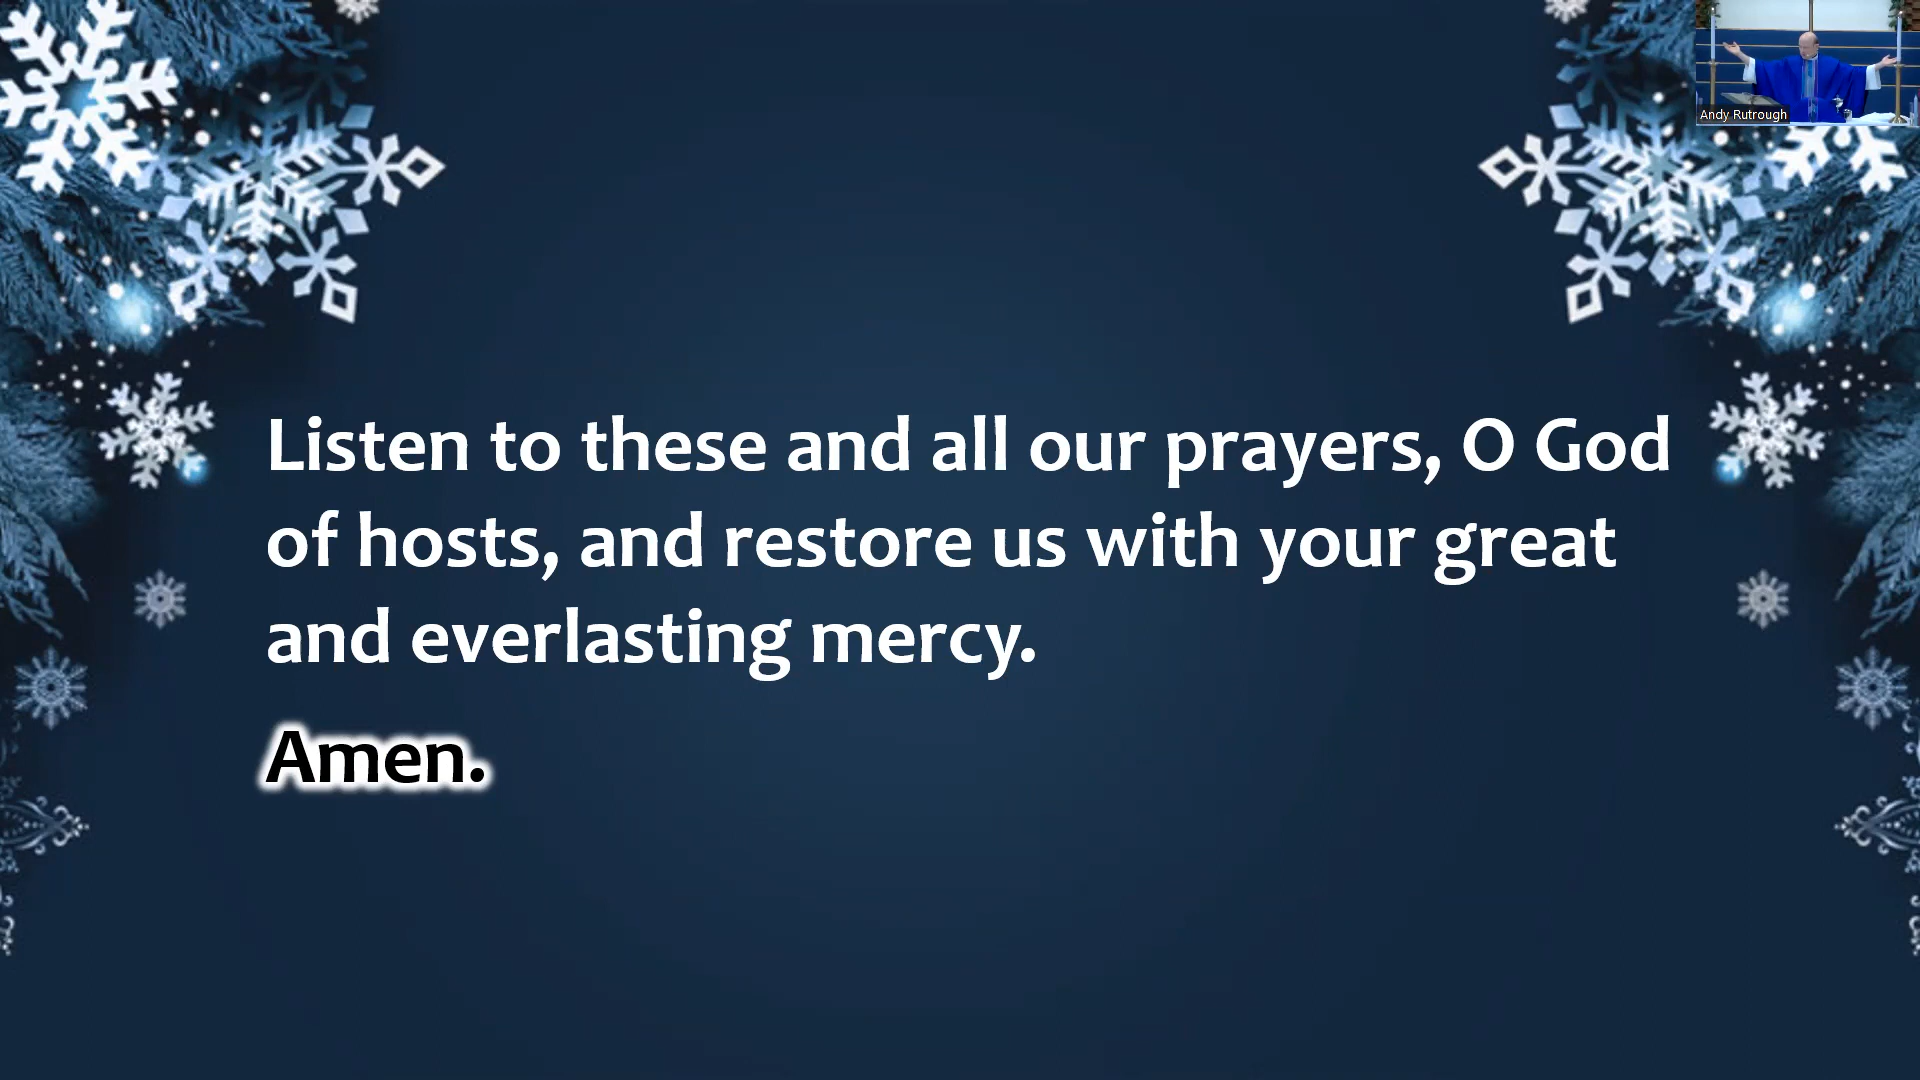 Andy Rutrough
Listen to these and all our prayers, O God
of hosts, and restore us with your great
and everlasting mercy.
Amen.